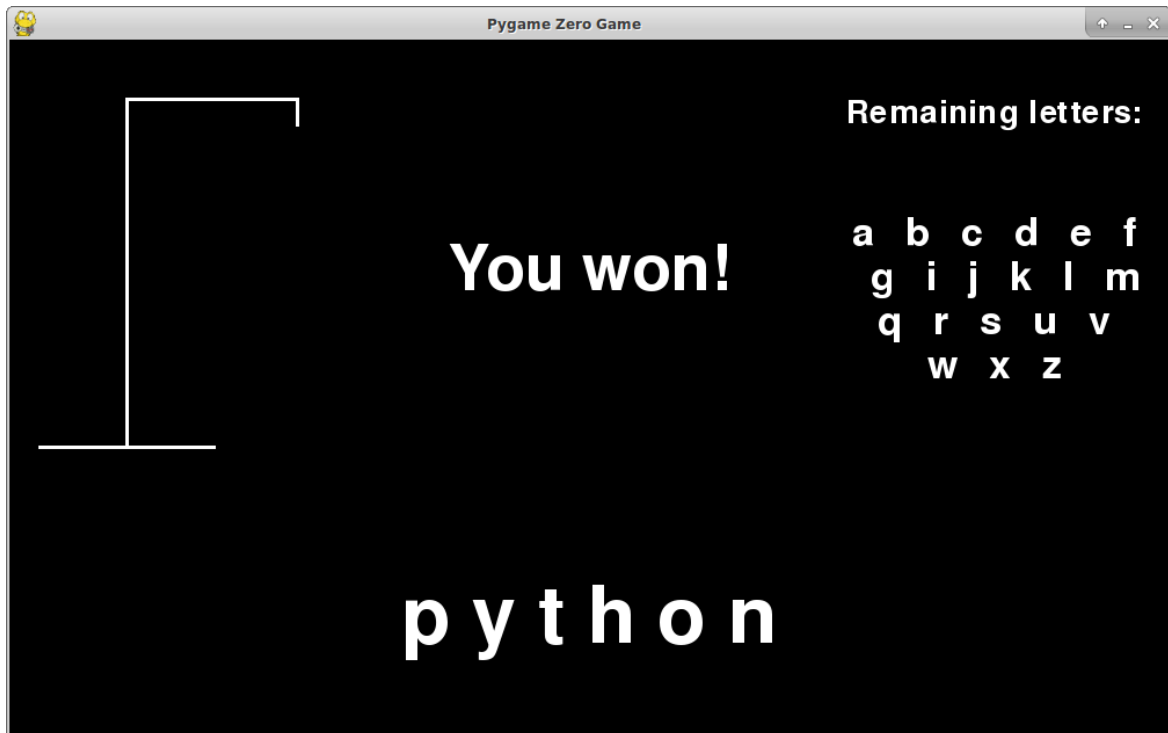 Pygame Zero Game
Remaining letters:
a b c d e f
g i j k l m
q r s u v
w x z
You won!
p y t h o n